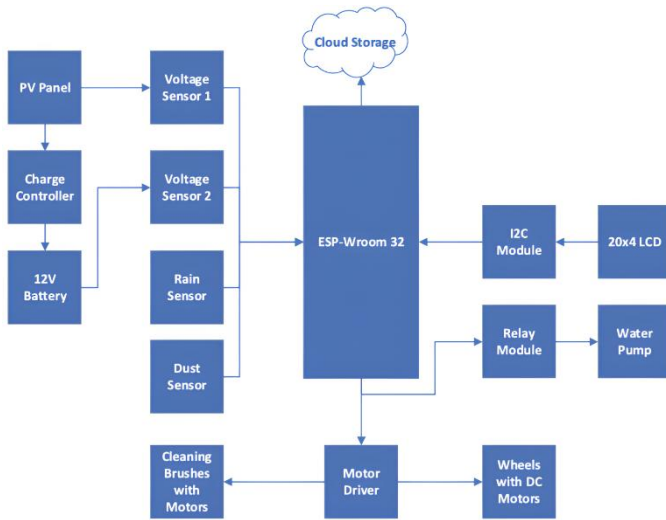 Cloud Storage
PV Panel
Voltage
Sensor 1
Charge
Controller
Voltage
Sensor 2
ESP-Wroom 32
I2C
Module
20x4 LCD
12V
Battery
Rain
Sensor
Relay
Module
Water
Pump
Dust
Sensor
Cleaning
Brushes
with
Motors
Motor
Driver
Wheels
with DC
Motors